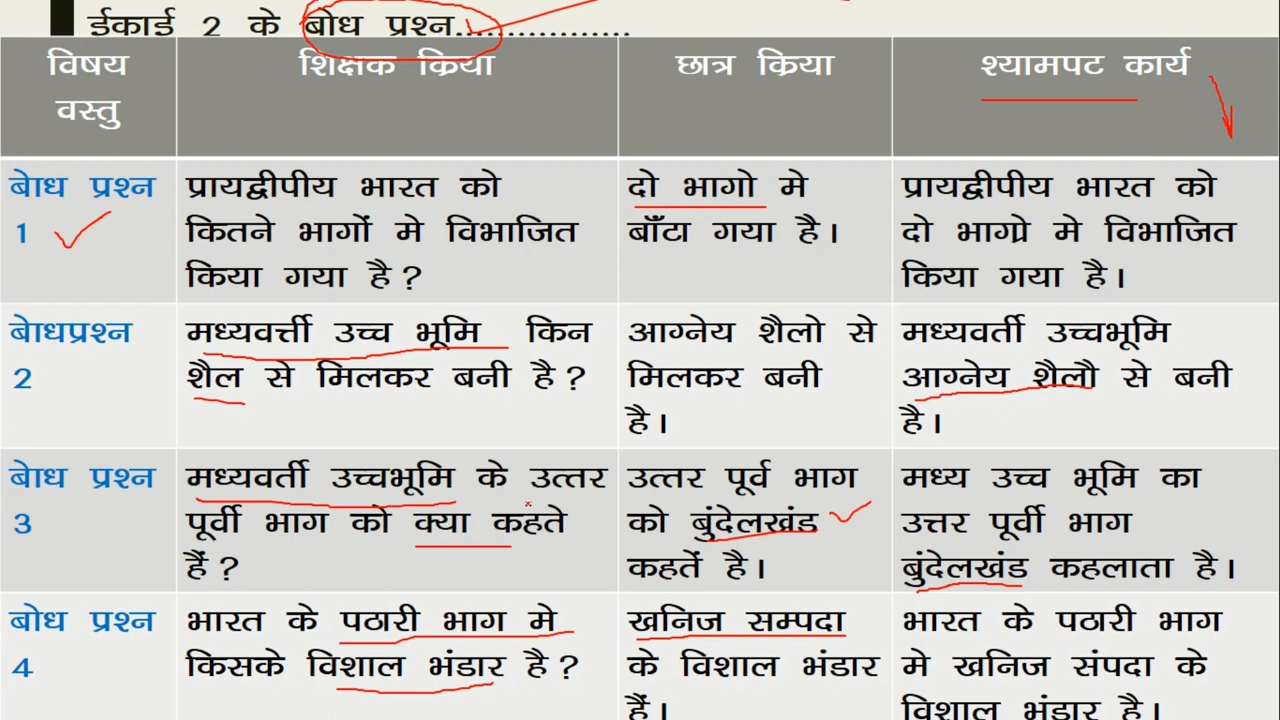 ईकार्ड 2 के बोध प्रश्न.................
विषय वस्तु
शिक्षक क्रिया
छात्र क्रिया
श्यामपट कार्य
बेाध प्रश्न
1
प्रायद्वीपीय भारत को
कितने भागों मे विभाजित
किया गया है ?
दो भागो मे
बाँटा गया है।
प्रायद्वीपीय भारत को
दो भागो मे विभाजित
किया गया है।
बेाधप्रश्न
2
मध्यवर्त्ती उच्च भूमि किन
शैल से मिलकर बनी है ?
आग्नेय शैलो से
मिलकर बनी
है।
मध्यवर्ती उच्चभूमि
आग्नेय शैलौ से बनी
है।
बेाध प्रश्न
3
मध्यवर्ती उच्चभूमि के उत्तर
पूर्वी भाग को क्या कहते
हैं ?
उत्तर पूर्व भाग
को बुंदेलखंड
कहतें है।
मध्य उच्च भूमि का
उत्तर पूर्वी भाग
बुंदेलखंड कहलाता है।
बोध प्रश्न
4
भारत के पठारी भाग मे
किसके विशाल भंडार है ?
खनिज सम्पदा
के विशाल भंडार
हैं।
भारत के पठारी भाग
मे खनिज संपदा के
विशाल भंडार है।